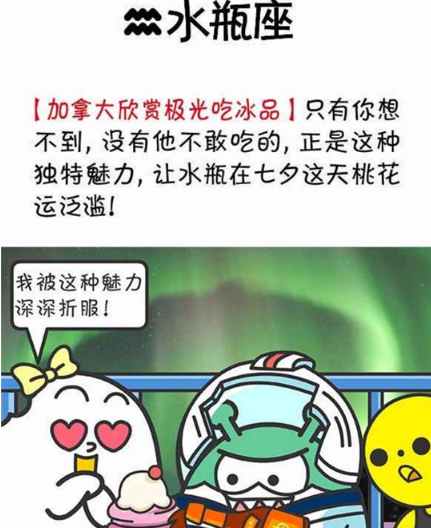 ♒水瓶座
【加拿大欣赏极光吃冰品】只有你想
不到,没有他不敢吃的,正是这种
独特魅力,让水瓶在七夕这天桃花
运泛滥!
我被这种魅力
深深折服!